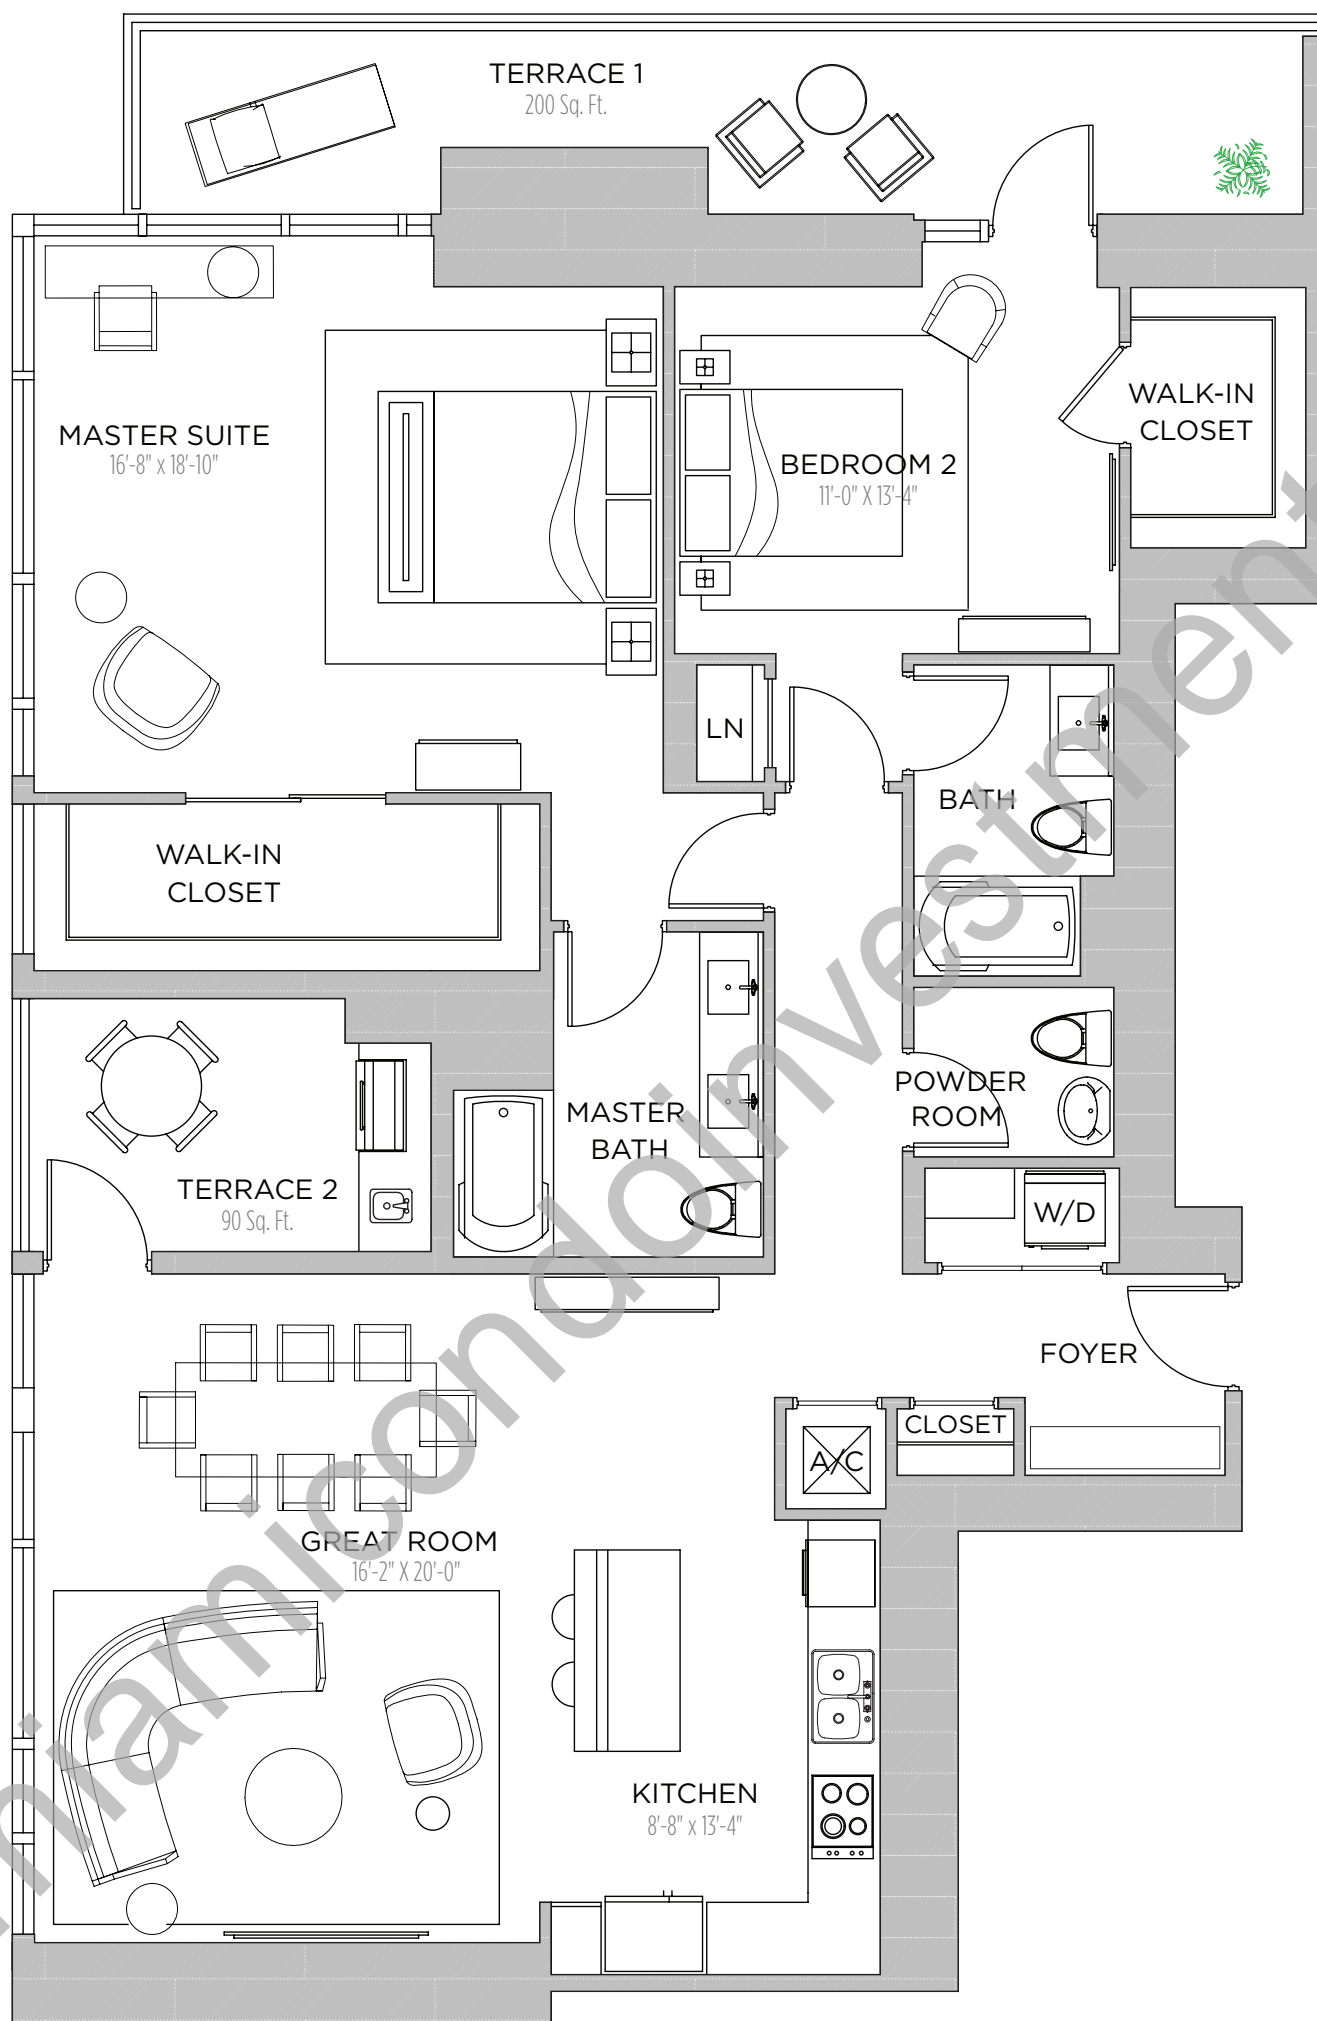 TERRACE 1
200 Sq. Ft.
MASTER SUITE
16'-8" x 18'-10"
BEDROOM 2
11'-0" X 13'-4"
WALK-IN
CLOSET
LN
BATH
WALK-IN
CLOSET
POWDER
ROOM
MASTER
BATH
TERRACE 2
90 Sq. Ft.
W/D
FOYER
CLOSET
A/C
GREAT ROOM
16'-2" X 20'-0"
KITCHEN
8'-8" x 13'-4"
miamicondoinvestment